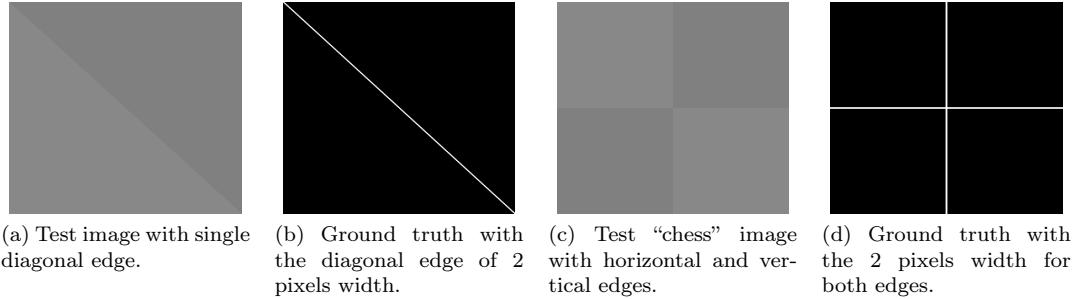 (a) Test image with single
diagonal edge.
(b) Ground truth with
the diagonal edge of 2
pixels width.
(c) Test “chess” image
with horizontal and ver-
tical edges.
(d) Ground truth with
the 2 pixels width for
both edges.